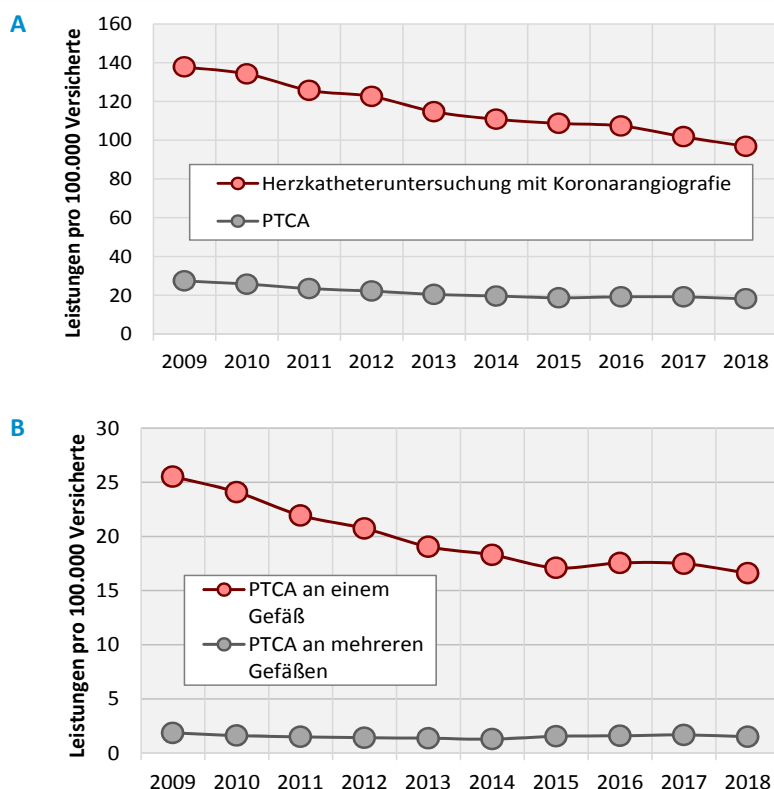 A
Leistungen pro 100.000 Versicherte
160
140
120
100
80
60
40
20
0
Herzkatheteruntersuchung mit Koronarangiografie
PTCA
2009 2010 2011 2012 2013 2014 2015 2016 2017 2018
B
Leistungen pro 100.000 Versicherte
30
25
20
15
10
5
0
PTCA an einem
Gefäß
PTCA an mehreren
Gefäßen
2009 2010 2011 2012 2013 2014 2015 2016 2017 2018